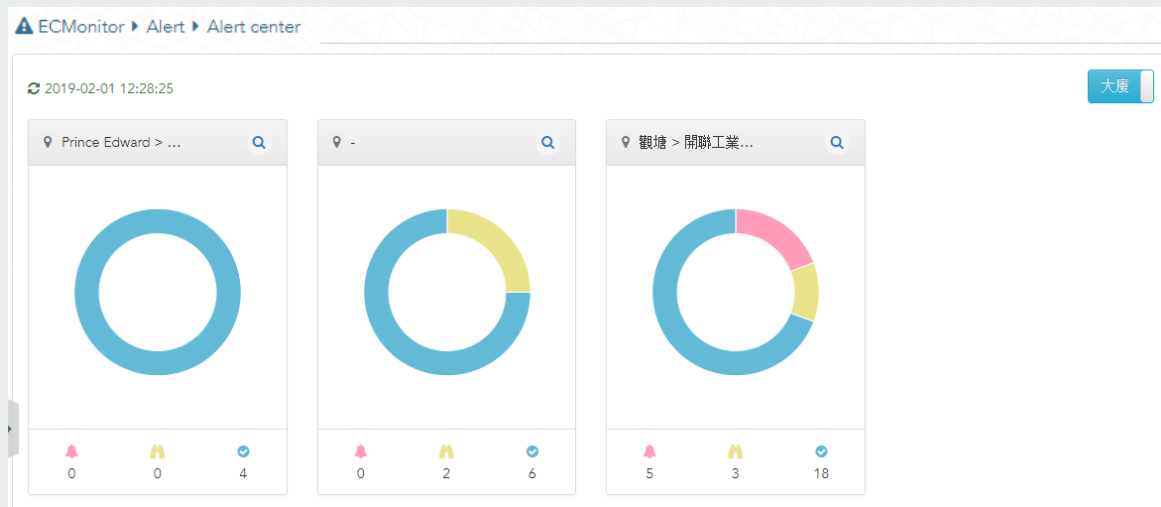 ECMonitor Alert Alert center
2019-02-01 12:28:25
大廈
Prince Edward > ...
-
觀塘 > 開聯工業...
0 0 4
0 2 6
5 3 18